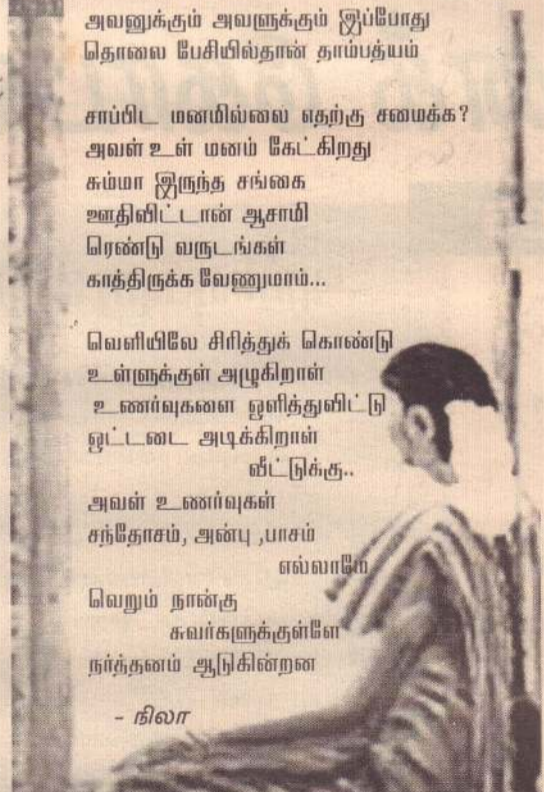 அவனுக்கும் அவளுக்கும் இப்போது
தொலை பேசியில்தான் தாம்பத்யம்
சாப்பிட மனமில்லை எதற்கு சமைக்க?
அவள் உள் மனம் கேட்கிறது
சும்மா இருந்த சங்கை
ஊதிவிட்டான் ஆசாமி
ரெண்டு வருடங்கள்
காத்திருக்க வேணுமாம்...
வெளியிலே சிரித்துக் கொண்டு
உள்ளுக்குள் அழுகிறாள்
உணர்வுகளை ஒளித்துவிட்டு
ஒட்டடை அடிக்கிறாள்
வீட்டுக்கு..
அவள் உணர்வுகள்
சந்தோசம், அன்பு ,பாசம்
எல்லாமே
வெறும் நான்கு
சுவர்களுக்குள்ளே
நர்த்தனம் ஆடுகின்றன
- நிலா